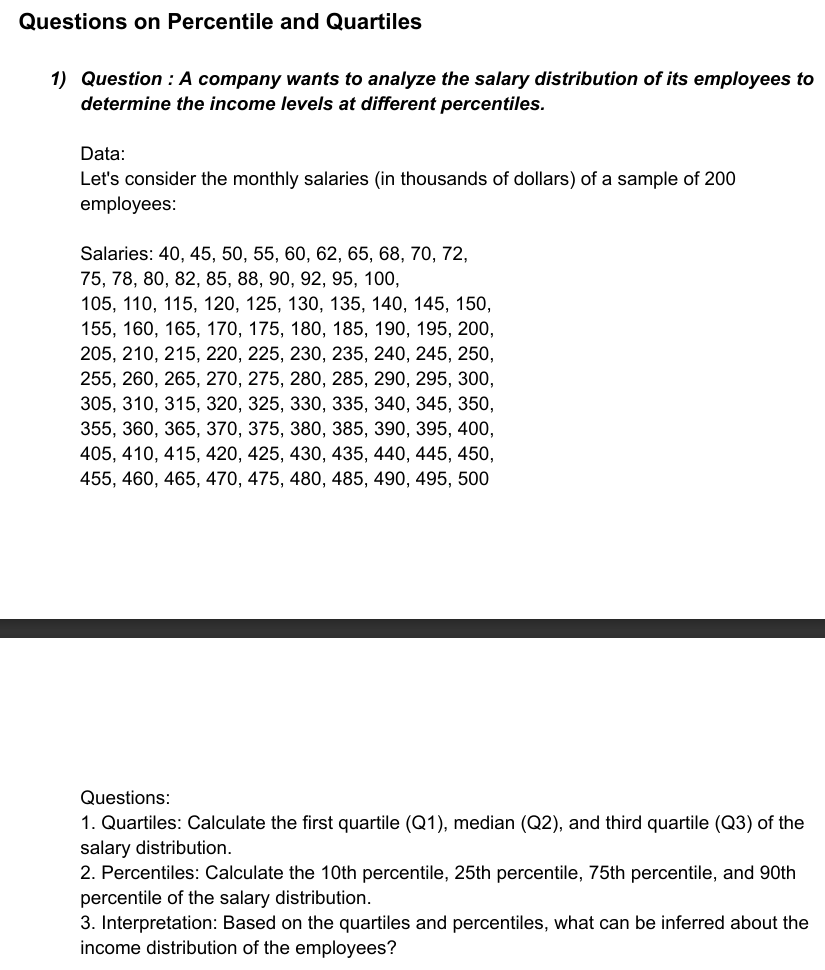 Questions on Percentile and Quartiles
1) Question : A company wants to analyze the salary distribution of its employees to
determine the income levels at different percentiles.
Data:
Let's consider the monthly salaries (in thousands of dollars) of a sample of 200
employees:
Salaries: 40, 45, 50, 55, 60, 62, 65, 68, 70, 72,
75, 78, 80, 82, 85, 88, 90, 92, 95, 100,
105, 110, 115, 120, 125, 130, 135, 140, 145, 150,
155, 160, 165, 170, 175, 180, 185, 190, 195, 200,
205, 210, 215, 220, 225, 230, 235, 240, 245, 250,
255, 260, 265, 270, 275, 280, 285, 290, 295, 300,
305, 310, 315, 320, 325, 330, 335, 340, 345, 350,
355, 360, 365, 370, 375, 380, 385, 390, 395, 400,
405, 410, 415, 420, 425, 430, 435, 440, 445, 450,
455, 460, 465, 470, 475, 480, 485, 490, 495, 500
Questions:
1. Quartiles: Calculate the first quartile (Q1), median (Q2), and third quartile (Q3) of the
salary distribution.
2. Percentiles: Calculate the 10th percentile, 25th percentile, 75th percentile, and 90th
percentile of the salary distribution.
3. Interpretation: Based on the quartiles and percentiles, what can be inferred about the
income distribution of the employees?